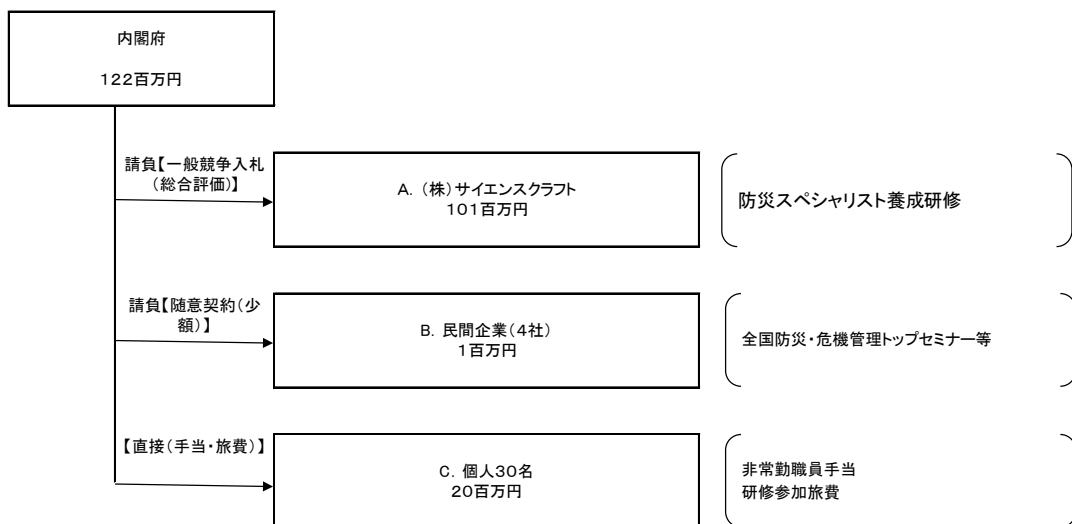 内閣府
122百万円
請負【一般競争入札
(総合評価)】
A. (株)サイエンスクラフト
101百万円
防災スペシャリスト養成研修
請負【随意契約(少
額)】
B. 民間企業(4社)
1百万円
全国防災・危機管理トップセミナー等
【直接(手当・旅費)】
C. 個人30名
20百万円
非常勤職員手当
研修参加旅費